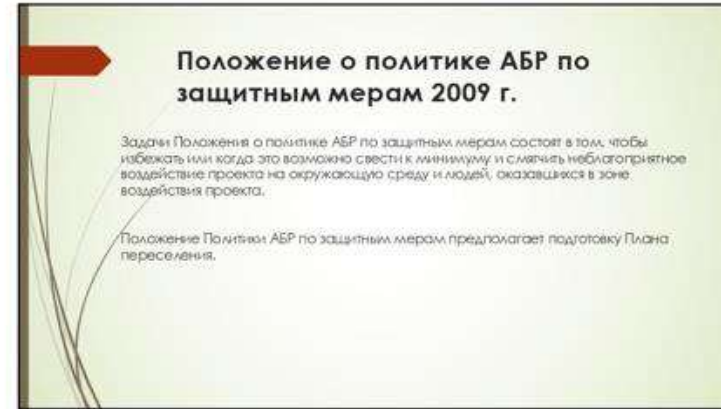 Положение о политике АБР по
защитным мерам 2009 г.
Задачи Положения о политике АБР по защитным мерам состоят в том, чтобы
избежать или когда это возможно свести к минимуму и смягчить неблагоприятное
воздействие проекта на окружающую среду и людей, оказавшихся в зоне
воздействия проекта.
Положение Политики АБР по защитным мерам предполагает подготовку Плана
переселения.